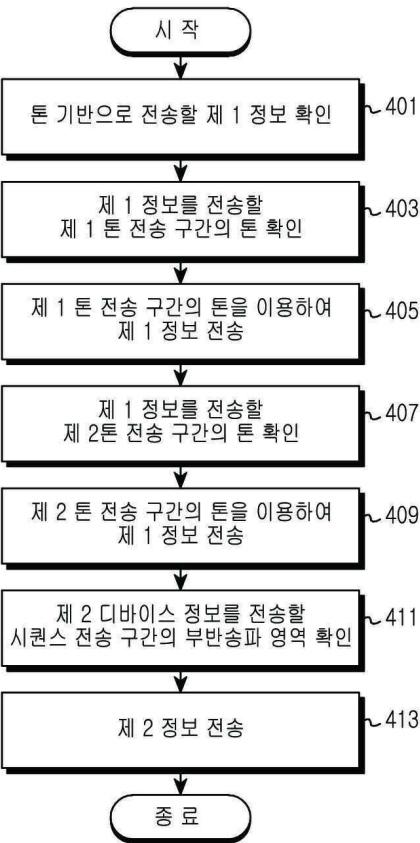 시 작
톤 기반으로 전송할 제 1 정보 확인
401
제 1 정보를 전송할
제 1 톤 전송 구간의 톤 확인
403
제 1 톤 전송 구간의 톤을 이용하여
제 1 정보 전송
405
제 1 정보를 전송할
제 2톤 전송 구간의 톤 확인
407
제 2 톤 전송 구간의 톤을 이용하여
제 1 정보 전송
409
제 2 디바이스 정보를 전송할
시퀀스 전송 구간의 부반송파 영역 확인
411
제 2 정보 전송
413
종 료